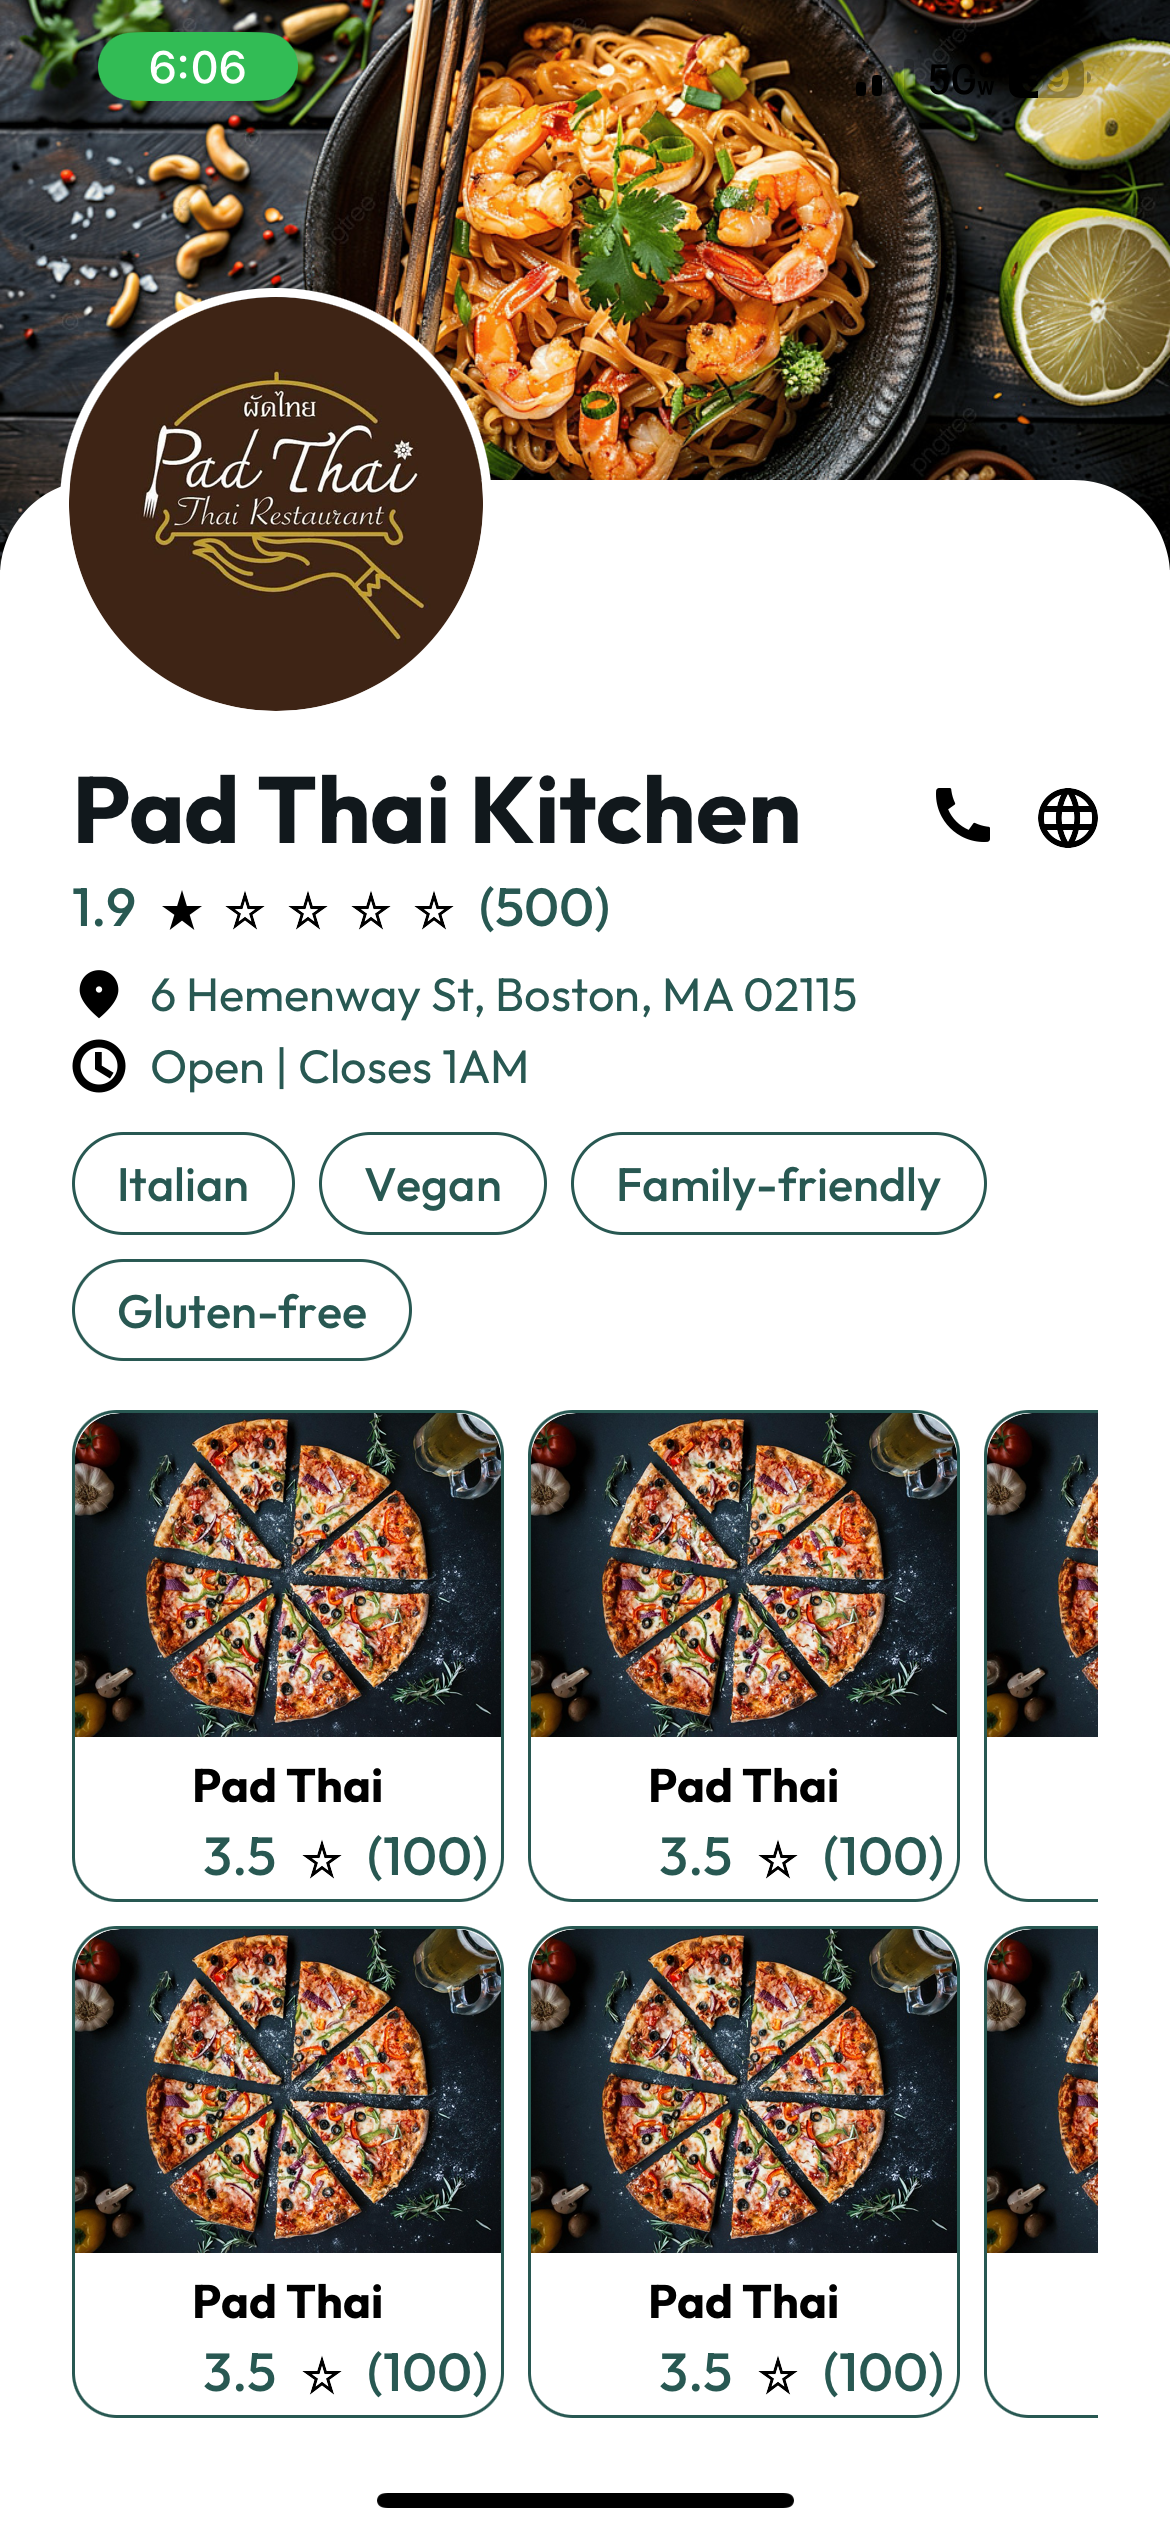 6:06
ผัดไทย
Pad Thai
Thai Restaurant
pngtree
Pad Thai Kitchen
1.9 ★ ☆ ☆ ☆ ☆ (500)
6 Hemenway St, Boston, MA 02115
Open | Closes 1AM
Italian Vegan Family-friendly
Gluten-free
Pad Thai Pad Thai
3.5 ☆ (100) 3.5 ☆ (100)
Pad Thai Pad Thai
3.5 ☆ (100) 3.5 ☆ (100)